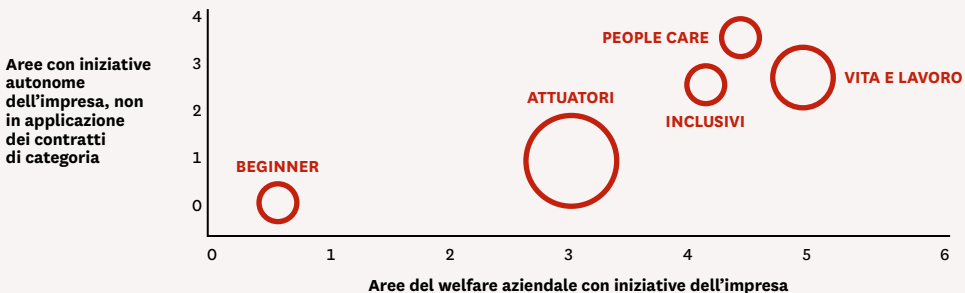 4
3
2
1
0
Aree con iniziative
autonome
dell'impresa, non
in applicazione
dei contratti
di categoria
PEOPLE CARE
VITA E LAVORO
ATTUATORI
INCLUSIVI
BEGINNER
0 1 2 3 4 5 6
Aree del welfare aziendale con iniziative dell'impresa